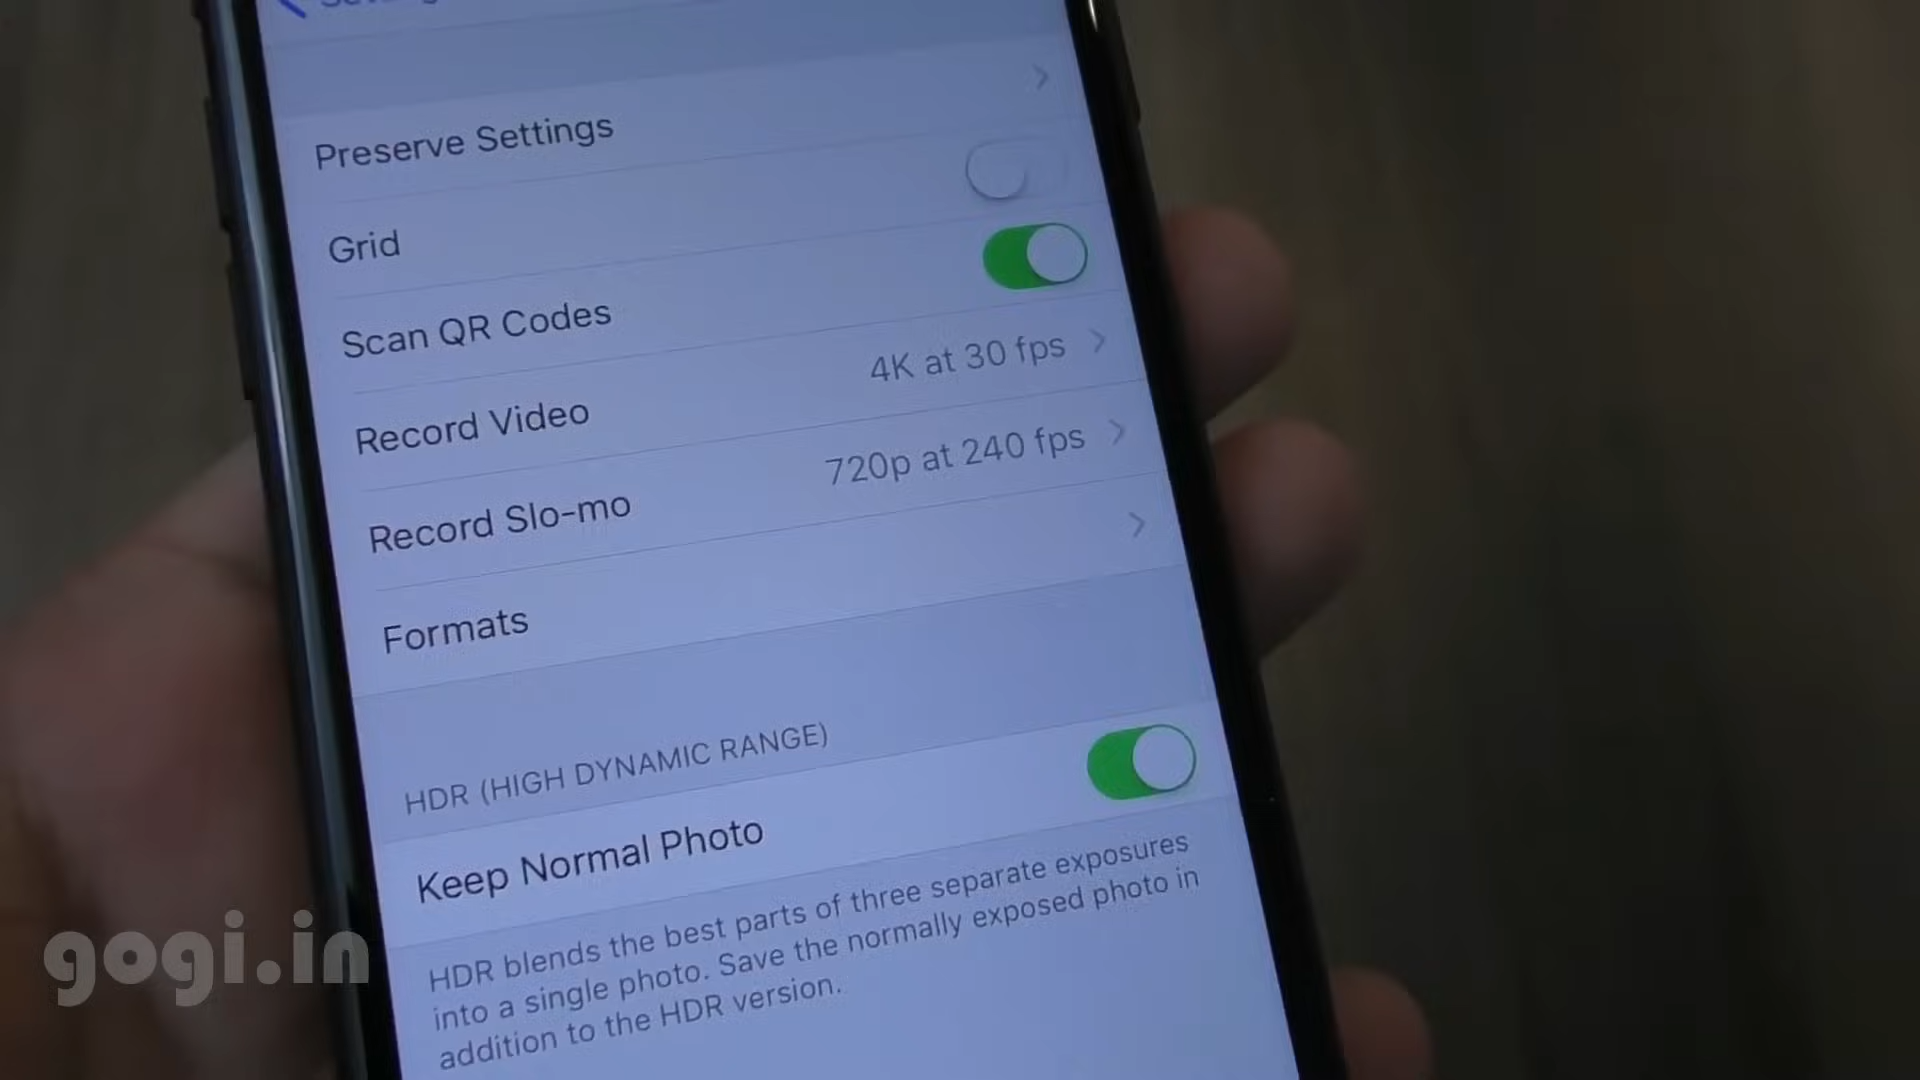 Preserve Settings
Grid
Scan QR Codes
Record Video 4K at 30 fps
Record Slo-mo 720p at 240 fps
Formats
HDR (HIGH DYNAMIC RANGE)
Keep Normal Photo
HDR blends the best parts of three separate exposures
into a single photo. Save the normally exposed photo in
addition to the HDR version.
gogi.in